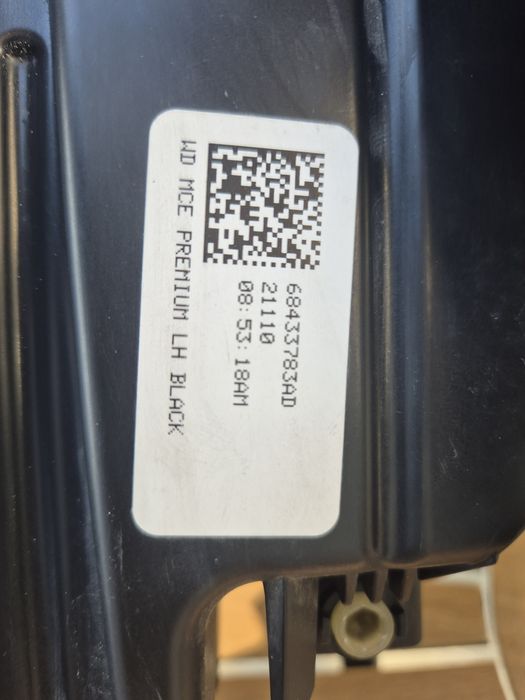 68433783AD
21110
08:53:18AM
WD MCE PREMIUM LH BLACK